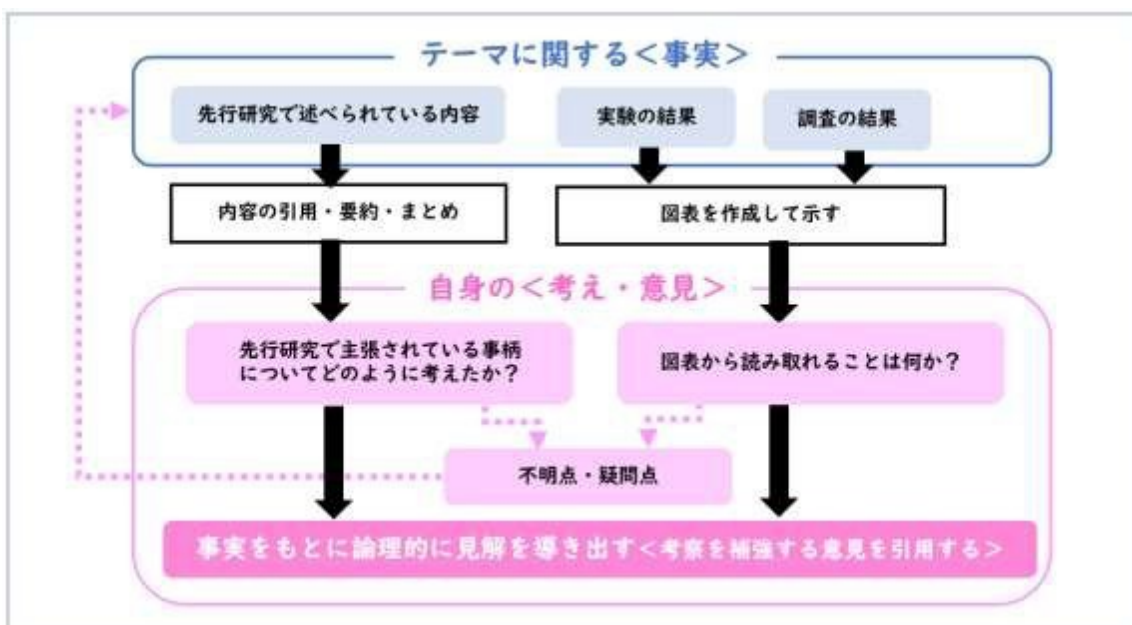 テーマに関する＜事実＞
先行研究で述べられている内容
実験の結果
調査の結果
内容の引用・要約・まとめ
図表を作成して示す
自身の＜考え・意見＞
先行研究で主張されている事柄
についてどのように考えたか？
図表から読み取れることは何か？
不明点・疑問点
事実をもとに論理的に見解を導き出す＜考察を補強する意見を引用する＞